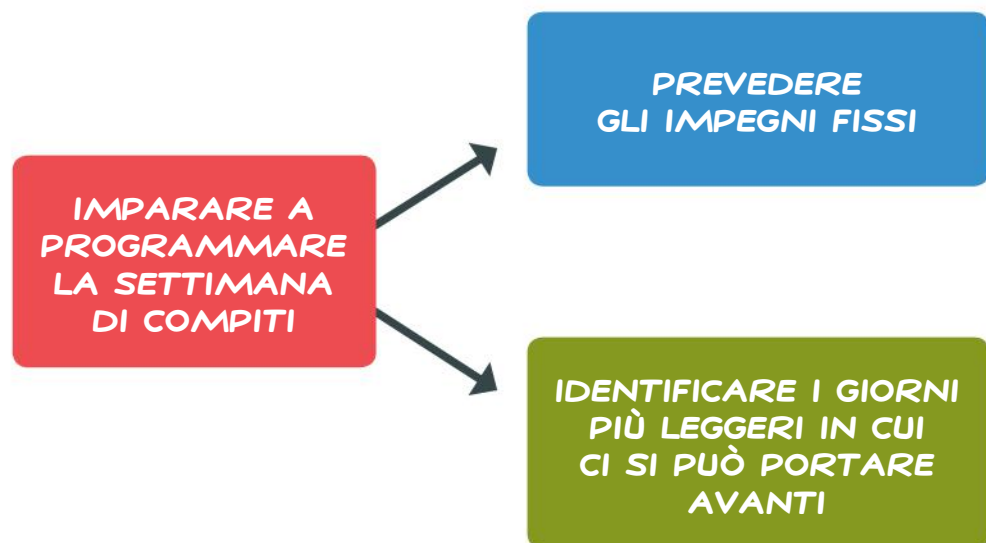 IMPARARE A
PROGRAMMARE
LA SETTIMANA
DI COMPITI
PREVEDERE
GLI IMPEGNI FISSI
IDENTIFICARE I GIORNI
PIÙ LEGGERI IN CUI
CI SI PUÒ PORTARE
AVANTI